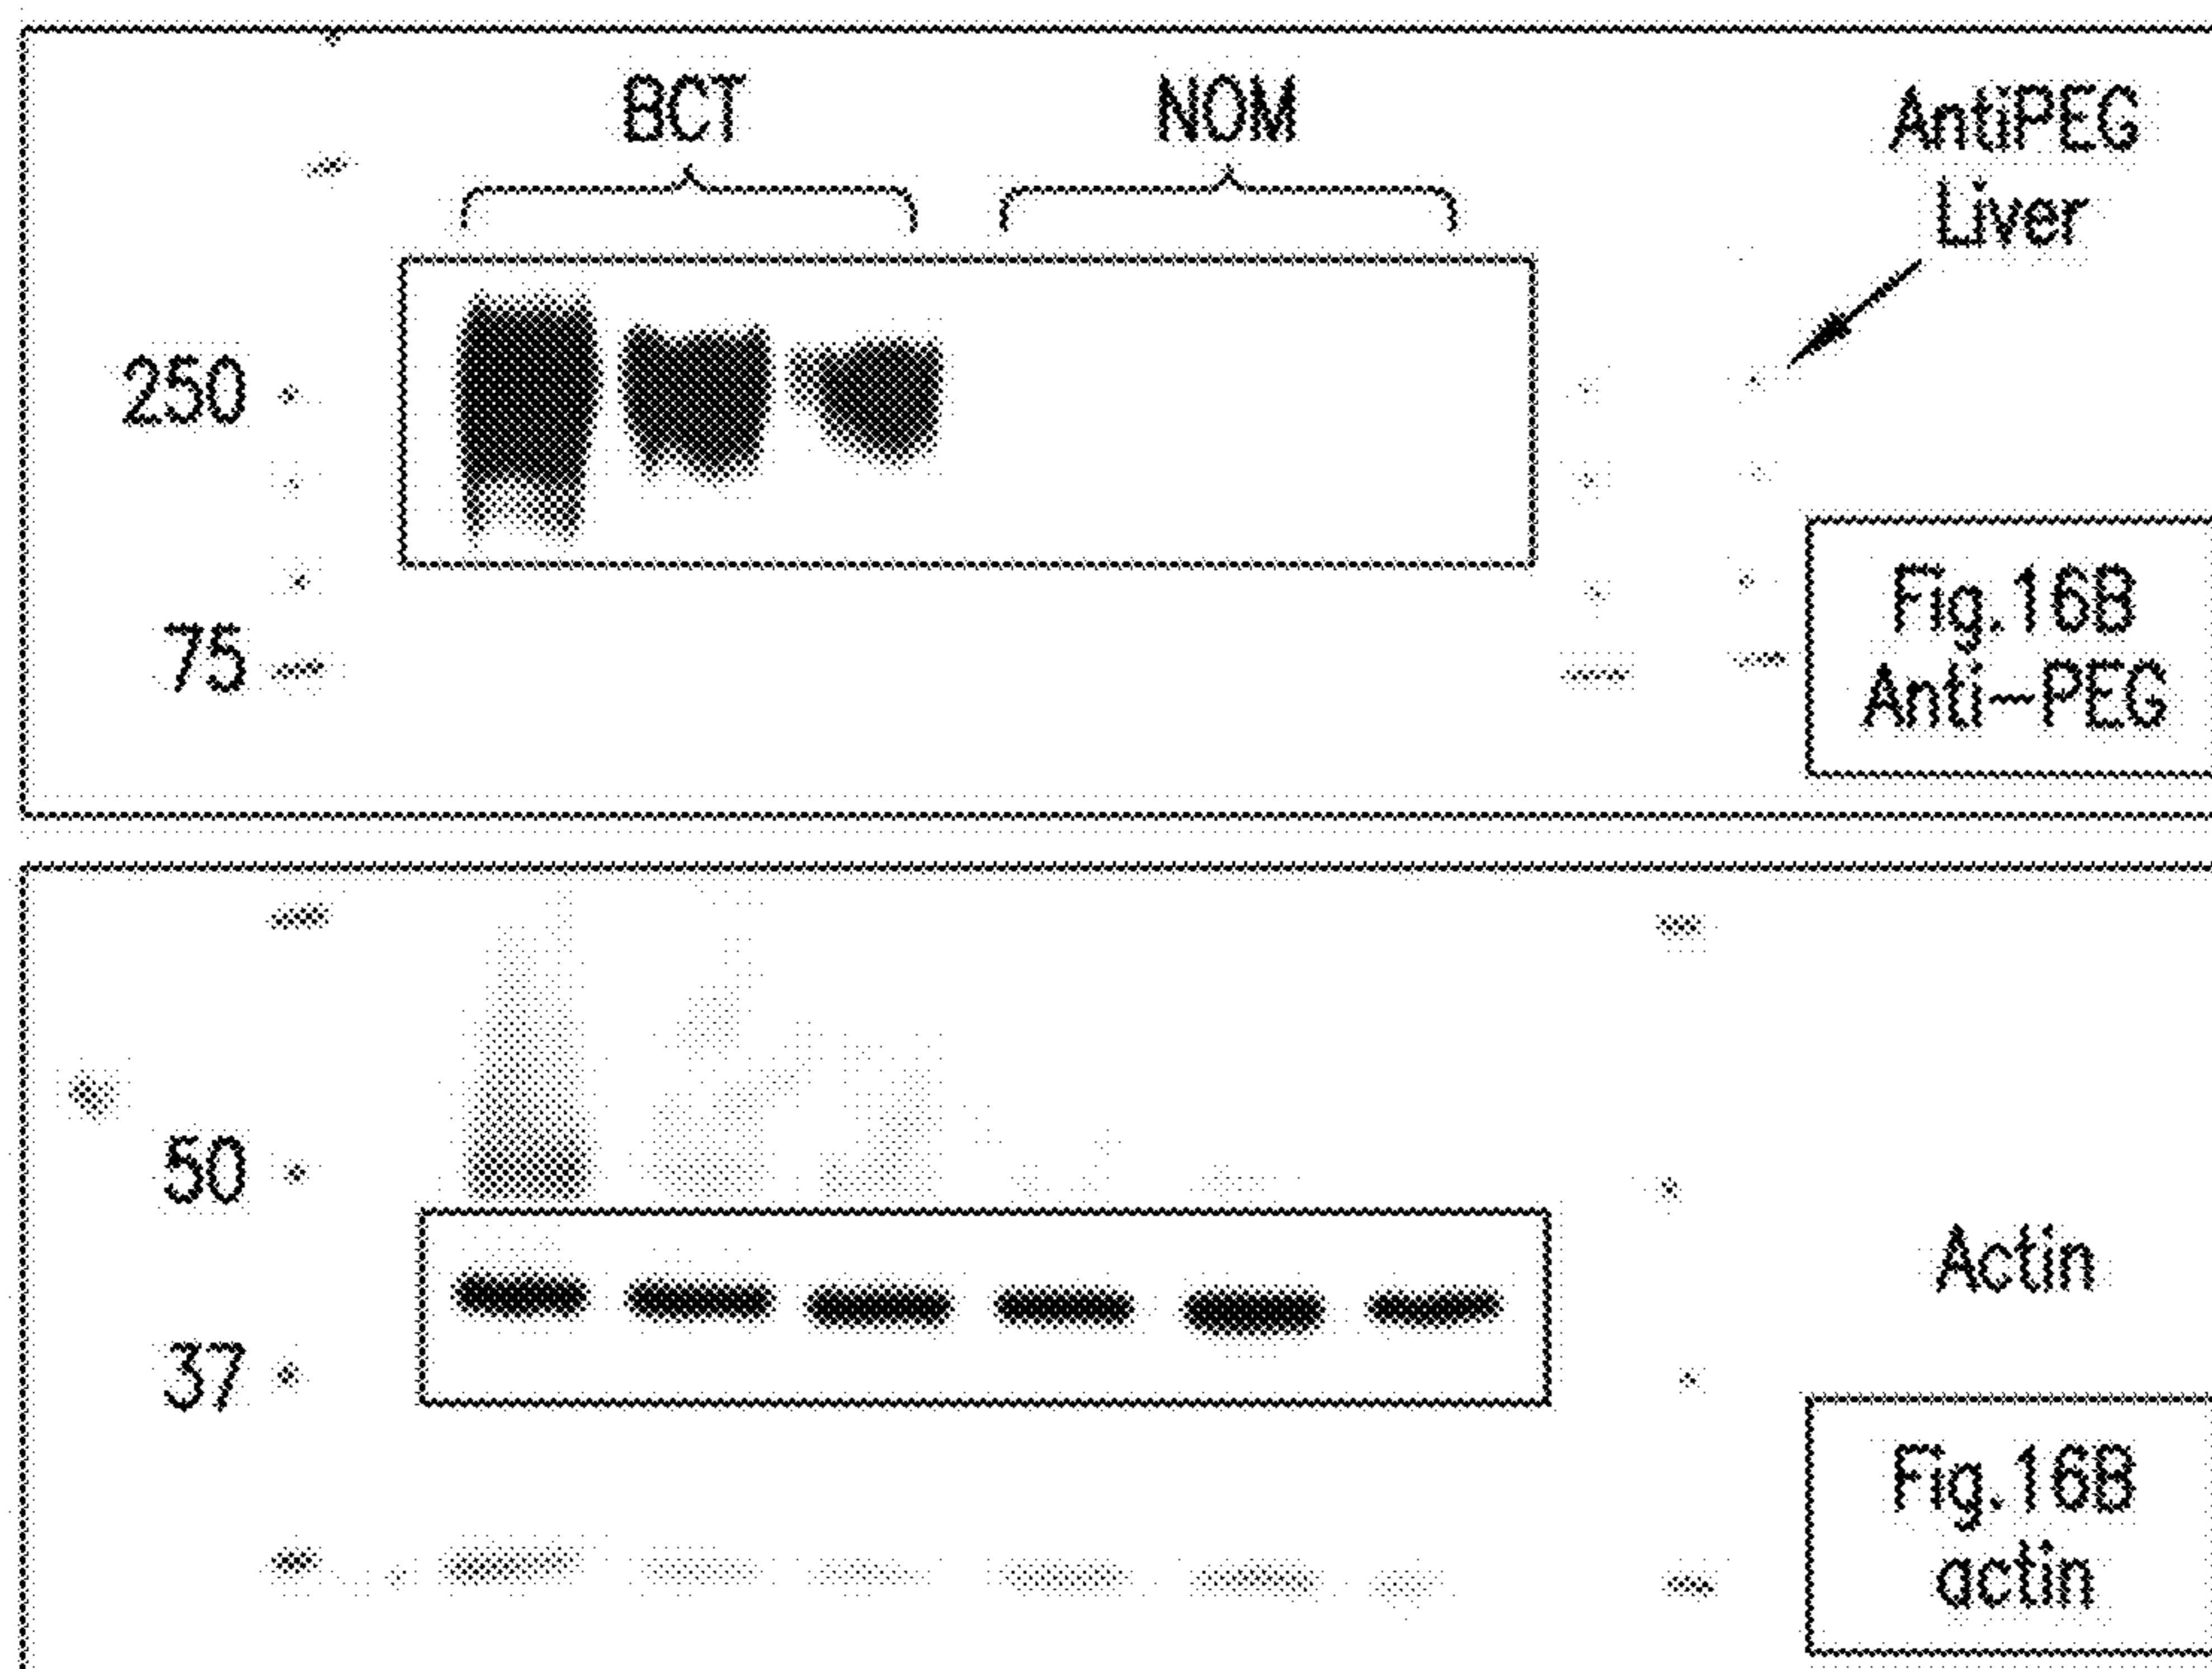 BCT
NOM
AntiPEG
Liver
250
75
Fig.16B
Anti-PEG
50
37
Actin
Fig.16B
actin